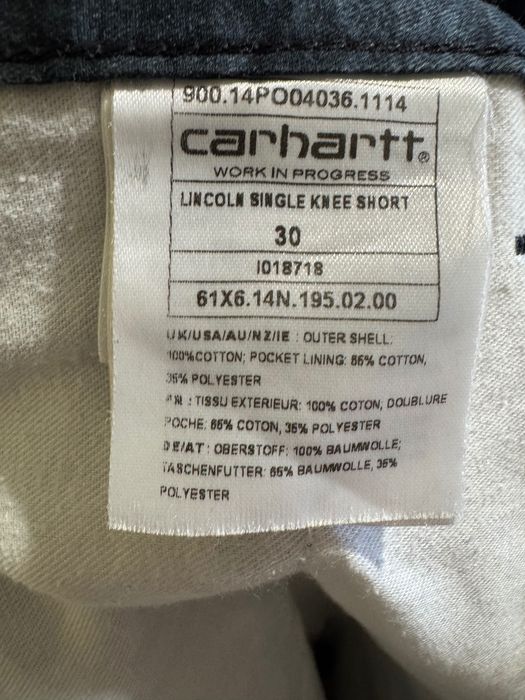 900.14PO04036.1114
carhartt®
WORK IN PROGRESS
LINCOLN SINGLE KNEE SHORT
30
I018718
61X6.14N.195.02.00
UK/USA/AU/NZ/IE : OUTER SHELL:
100%COTTON; POCKET LINING: 65% COTTON,
35% POLYESTER
FR : TISSU EXTERIEUR: 100% COTON; DOUBLURE
POCHE: 65% COTON, 35% POLYESTER
DE/AT: OBERSTOFF: 100% BAUMWOLLE;
TASCHENFUTTER: 65% BAUMWOLLE, 35%
POLYESTER